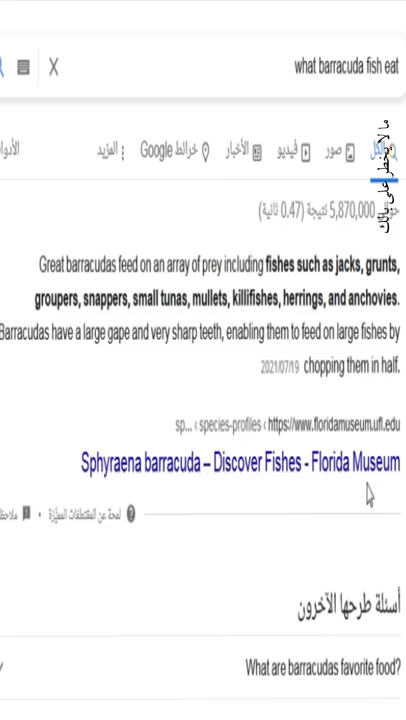 what barracuda fish eat
الكل صور فيديو الأخبار خرائط Google المزيد
ما لا يخطر على بالك
5,870,000 نتيجة (0.47 ثانية)
Great barracudas feed on an array of prey including fishes such as jacks, grunts,
groupers, snappers, small tunas, mullets, killifishes, herrings, and anchovies.
Barracudas have a large gape and very sharp teeth, enabling them to feed on large fishes by
chopping them in half. 2021/07/19
https://www.floridamuseum.ufl.edu › species-profiles › sp...
Sphyraena barracuda – Discover Fishes - Florida Museum
لمحة عن المقتطفات المميّزة •
أسئلة طرحها الآخرون
What are barracudas favorite food?